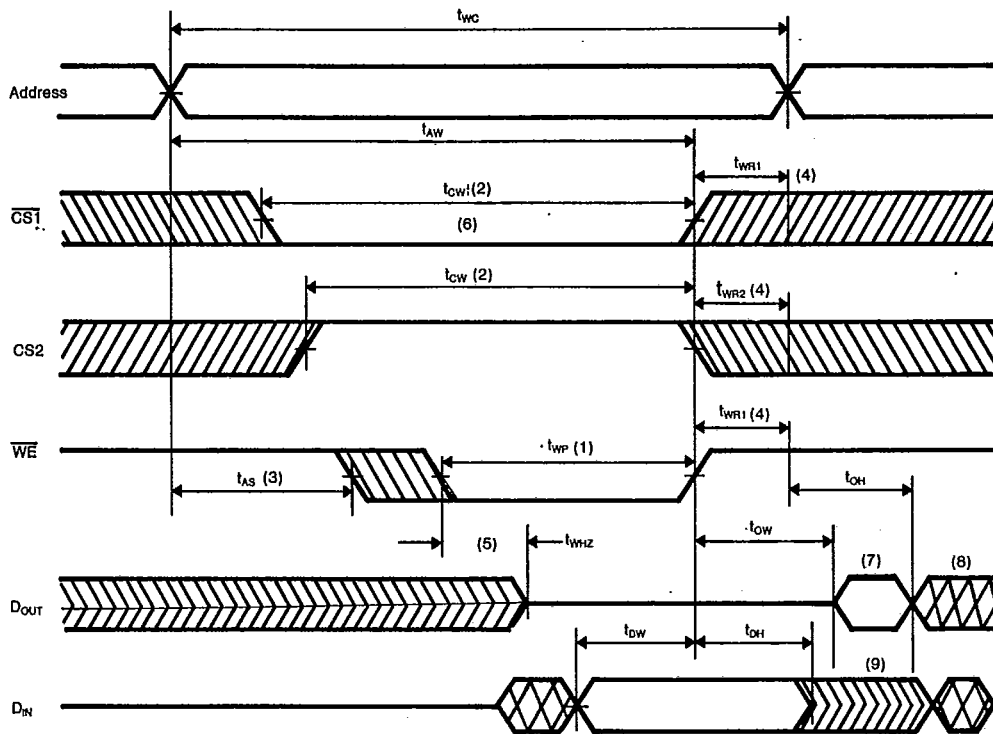 tWC
Address
tAW
tWR1 (4)
tCW1 (2)
CS1
(6)
tCW (2)
tWR2 (4)
CS2
tWR1 (4)
WE
tWP (1)
tAS (3)
tOH
tOW
(5) tWHZ
(7) (8)
DOUT
tDW tDH
(9)
DIN